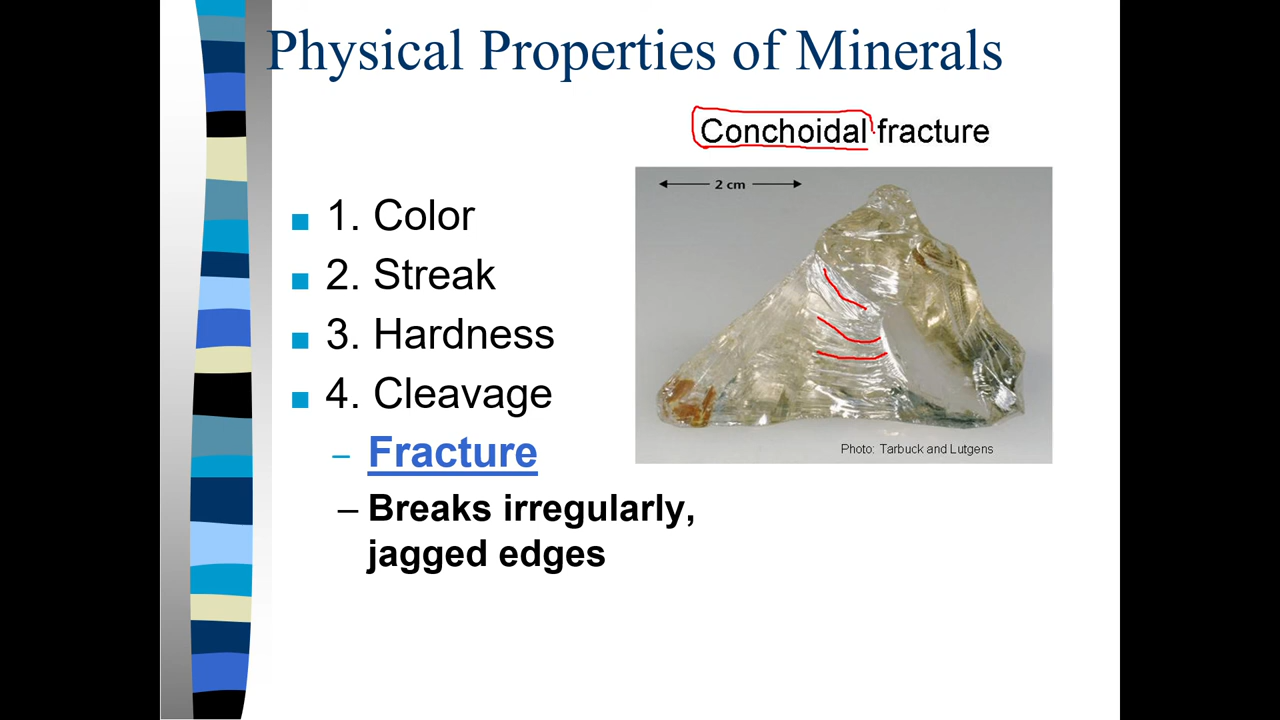 Physical Properties of Minerals
Conchoidal fracture
2 cm
1. Color
2. Streak
3. Hardness
4. Cleavage
– Fracture
– Breaks irregularly,
jagged edges
Photo: Tarbuck and Lutgens